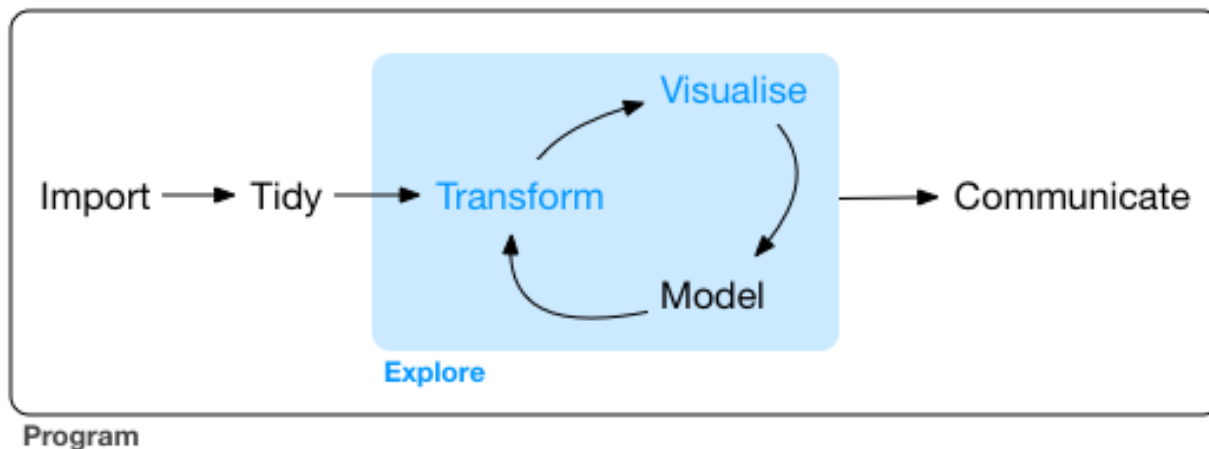 Visualise
Import
Tidy
Transform
Communicate
Model
Explore
Program